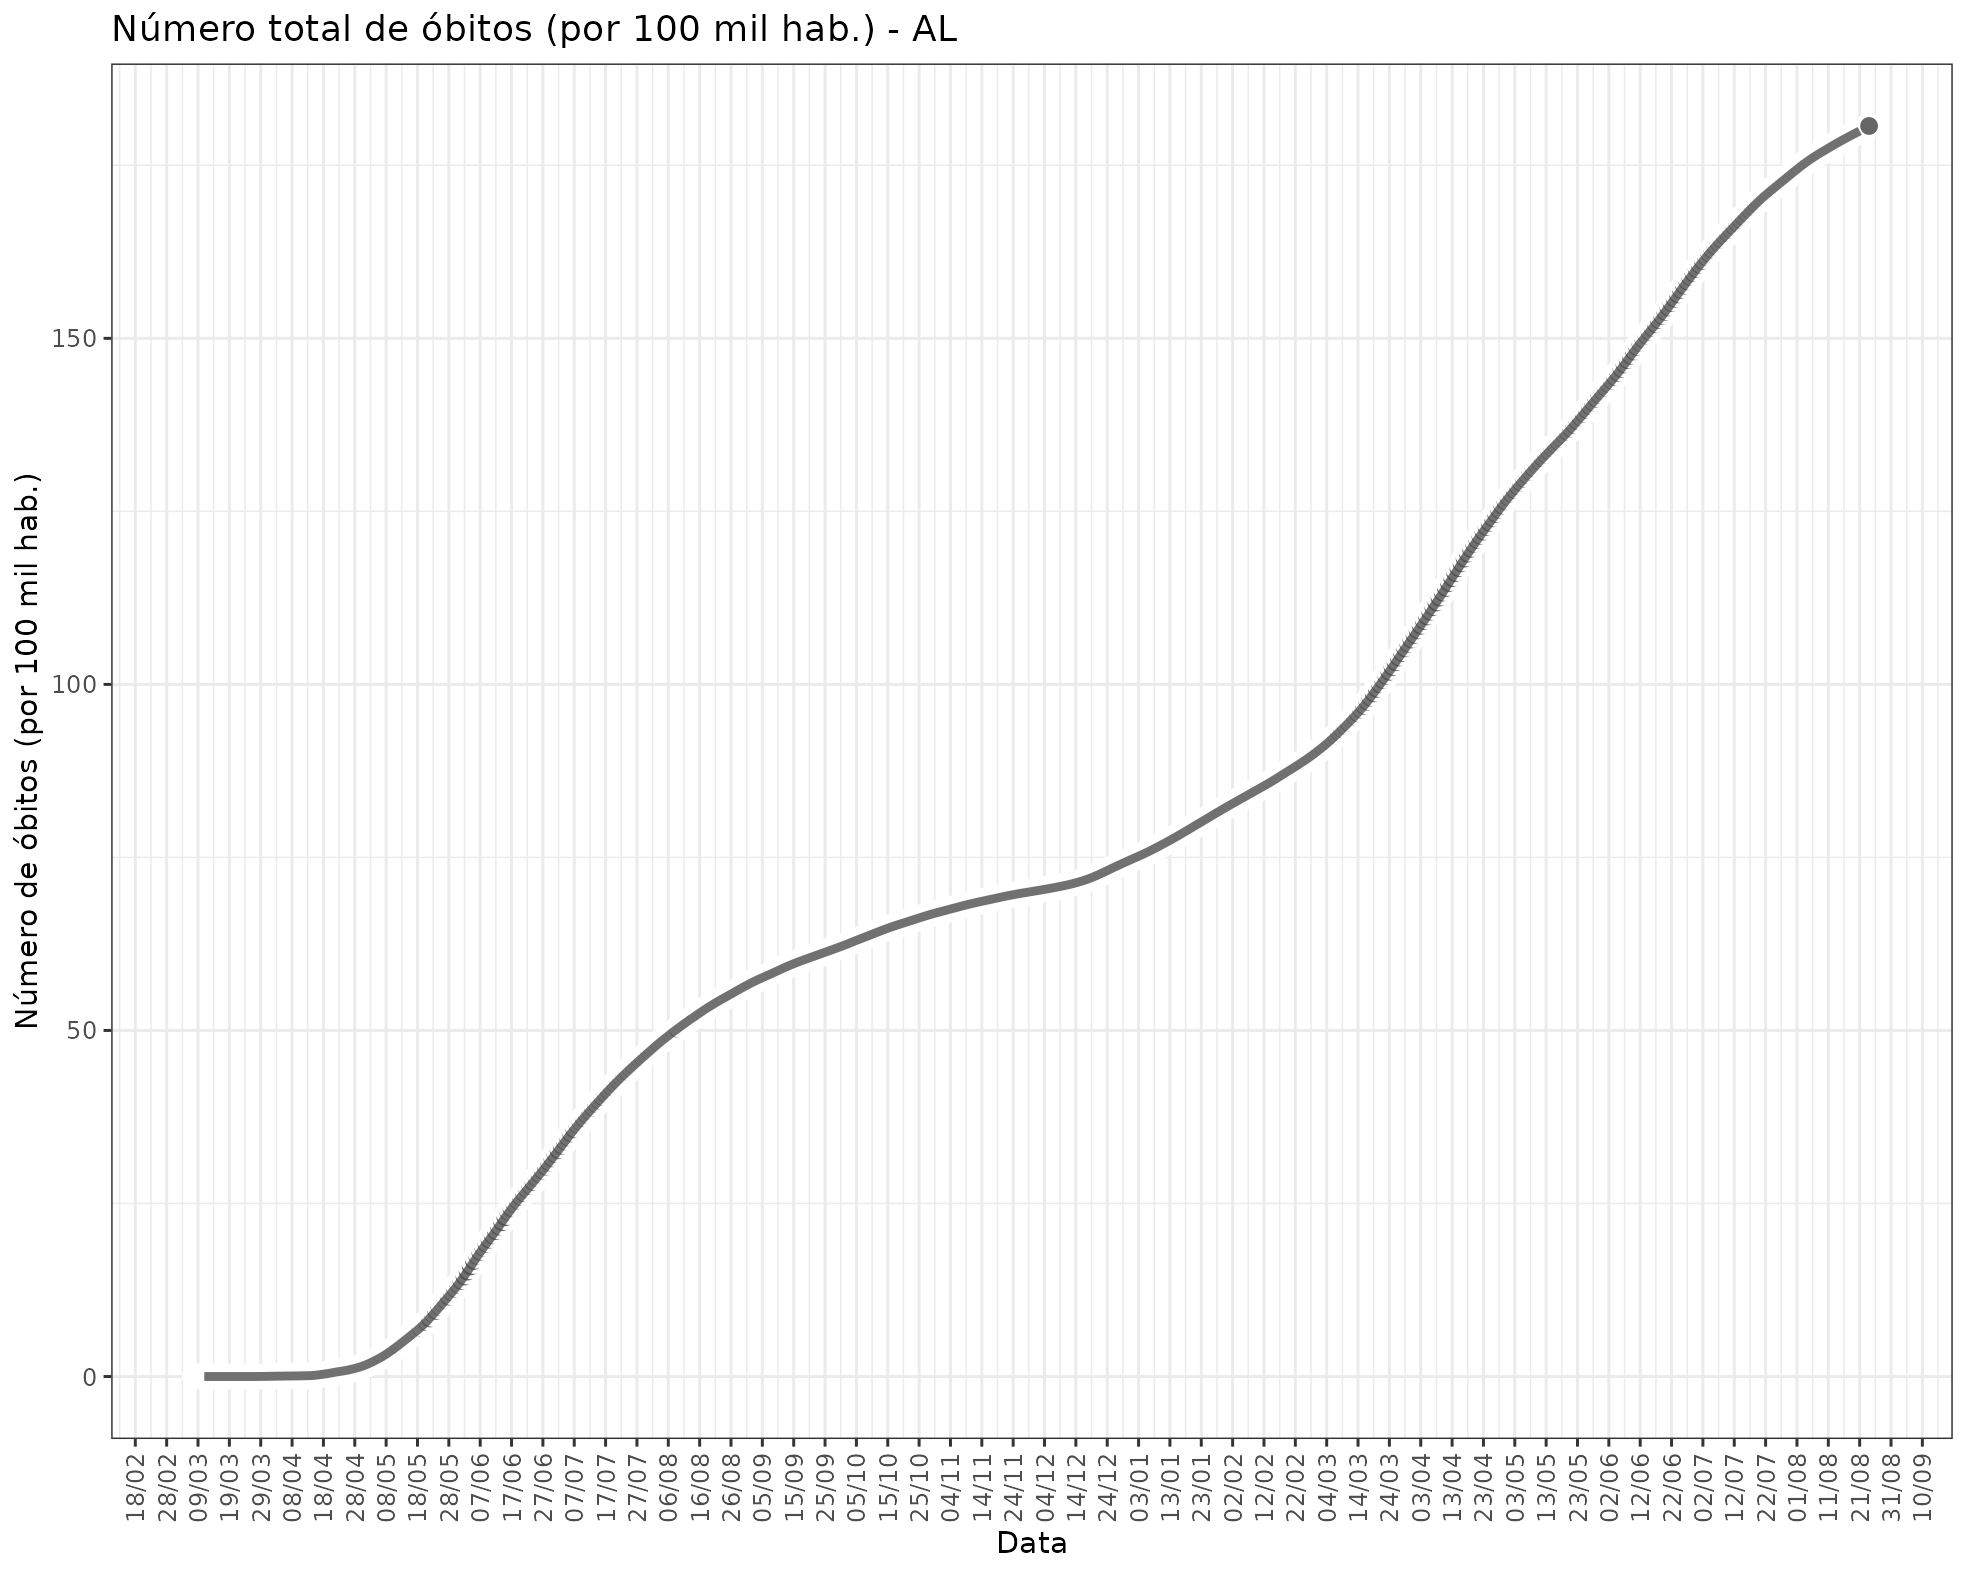 Número total de óbitos (por 100 mil hab.) - AL
Número de óbitos (por 100 mil hab.)
150
100
50
0
18/02 28/02 09/03 19/03 29/03 08/04 18/04 28/04 08/05 18/05 28/05 07/06 17/06 27/06 07/07 17/07 27/07 06/08 16/08 26/08 05/09 15/09 25/09 05/10 15/10 25/10 04/11 14/11 24/11 04/12 14/12 24/12 03/01 13/01 23/01 02/02 12/02 22/02 04/03 14/03 24/03 03/04 13/04 23/04 03/05 13/05 23/05 02/06 12/06 22/06 02/07 12/07 22/07 01/08 11/08 21/08 31/08 10/09
Data